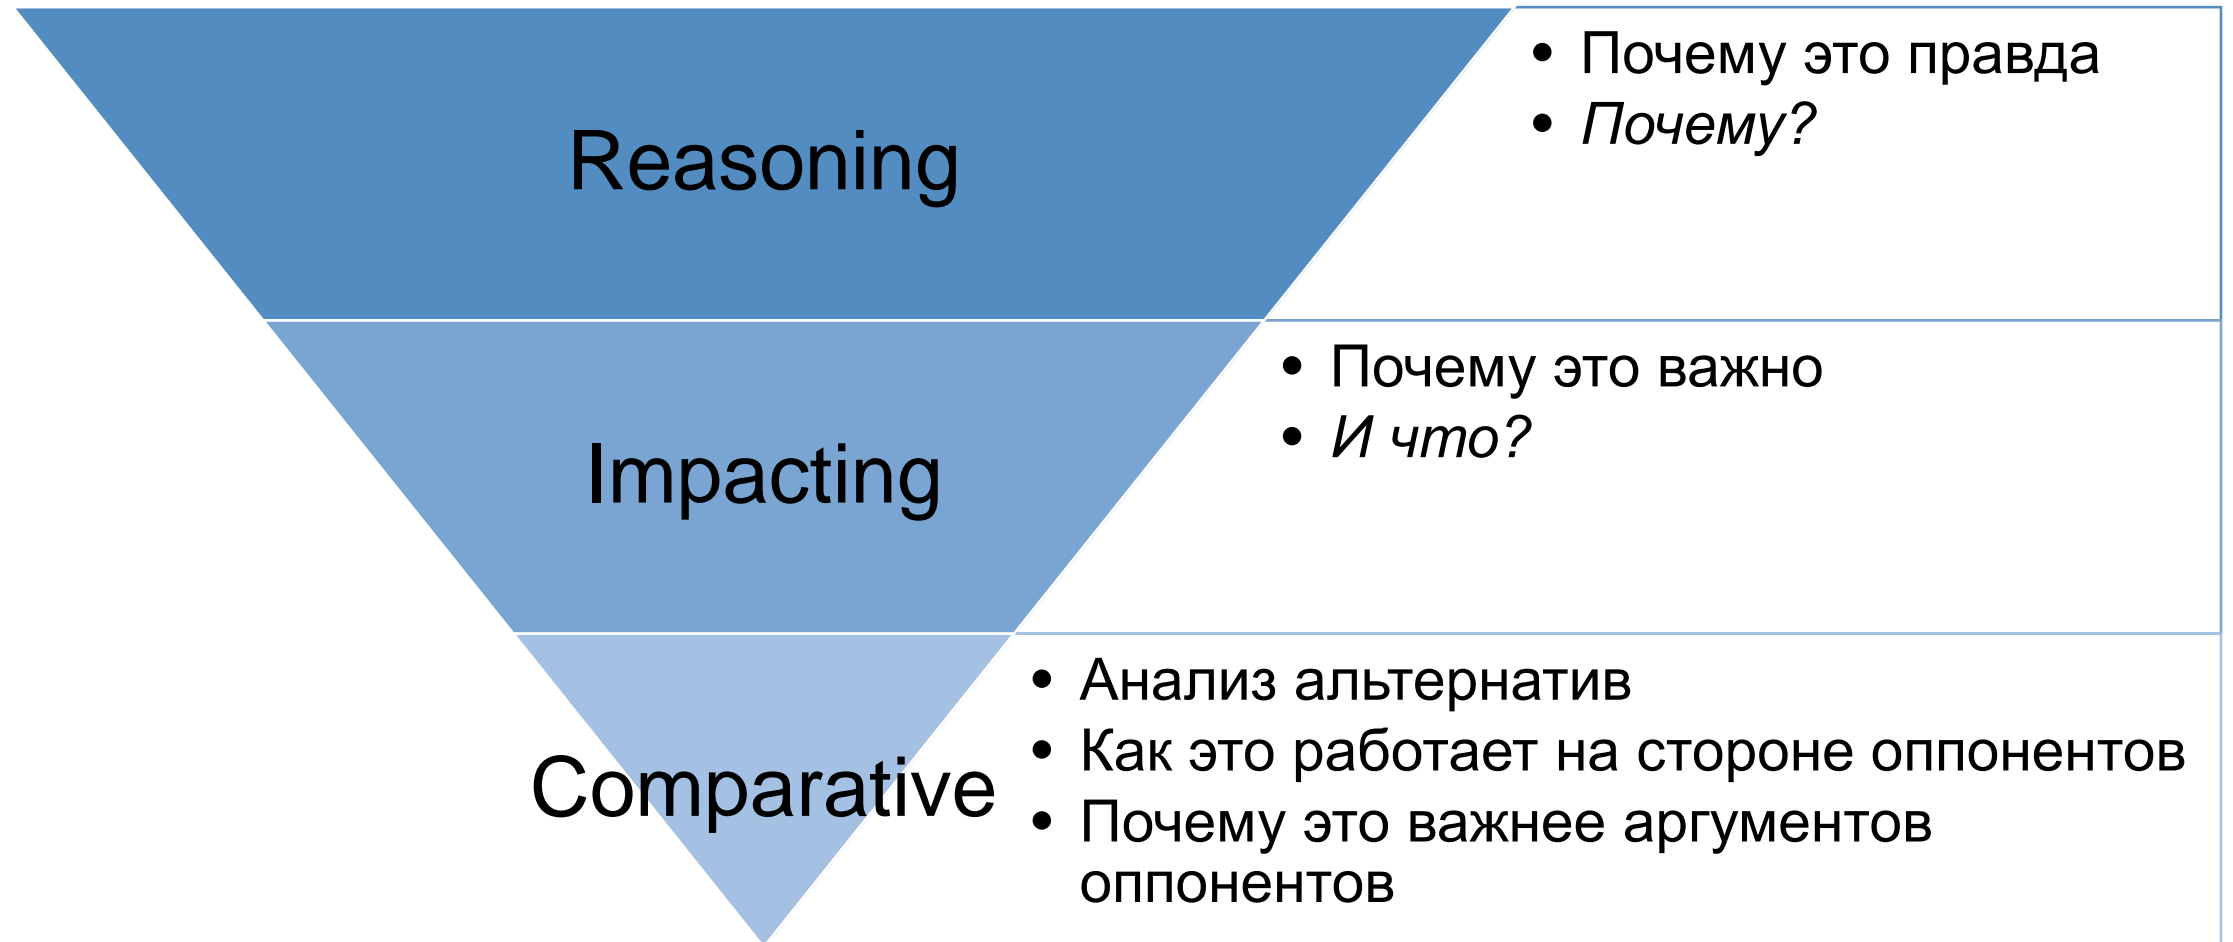 Reasoning
• Почему это правда
• Почему?
Impacting
• Почему это важно
• И что?
Comparative
• Анализ альтернатив
• Как это работает на стороне оппонентов
• Почему это важнее аргументов
оппонентов